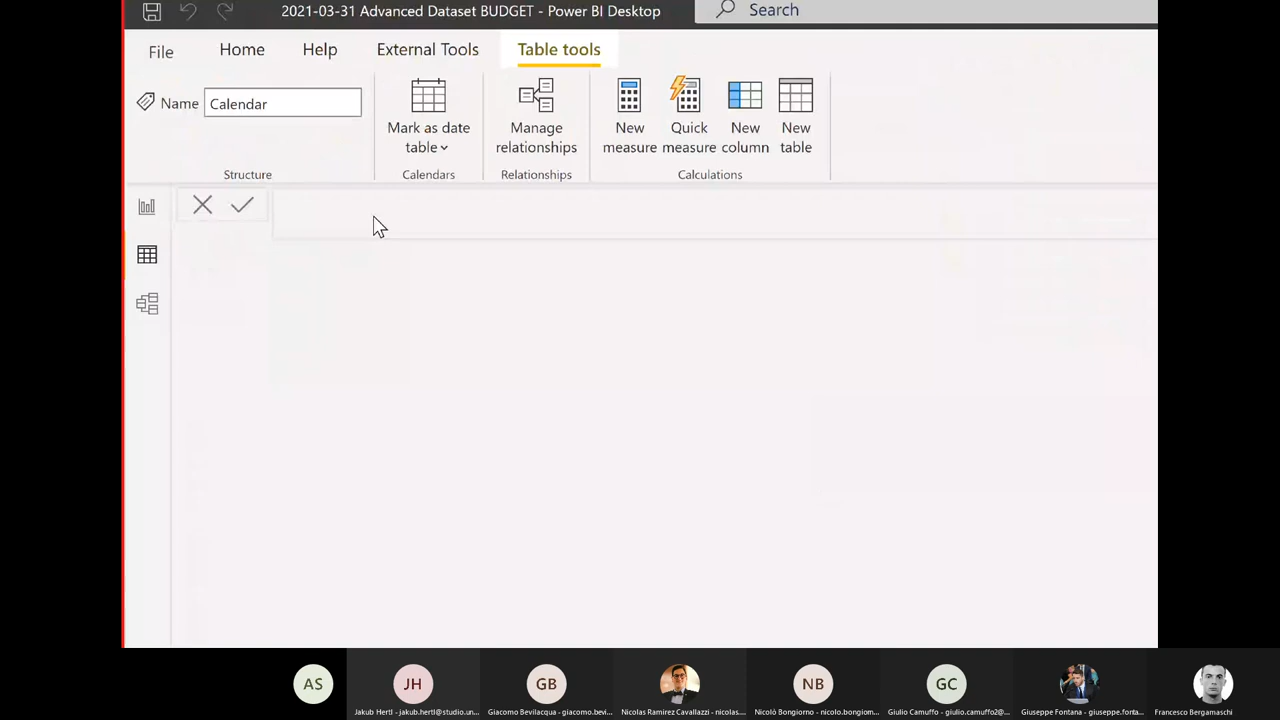 2021-03-31 Advanced Dataset BUDGET - Power BI Desktop
Search
File
Home
Help
External Tools
Table tools
Name
Calendar
Mark as date
table
Manage
relationships
New
measure
Quick
measure
New
column
New
table
Structure
Calendars
Relationships
Calculations
AS
JH
GB
NB
GC
Jakub Hertl - jakub.hertl@studio.un...
Giacomo Bevilacqua - giacomo.bevi...
Nicolas Ramirez Cavallazzi - nicolas....
Nicolò Bongiorno - nicolo.bongiorn...
Giulio Camuffo - giulio.camuffo2@...
Giuseppe Fontana - giuseppe.fonta...
Francesco Bergamaschi